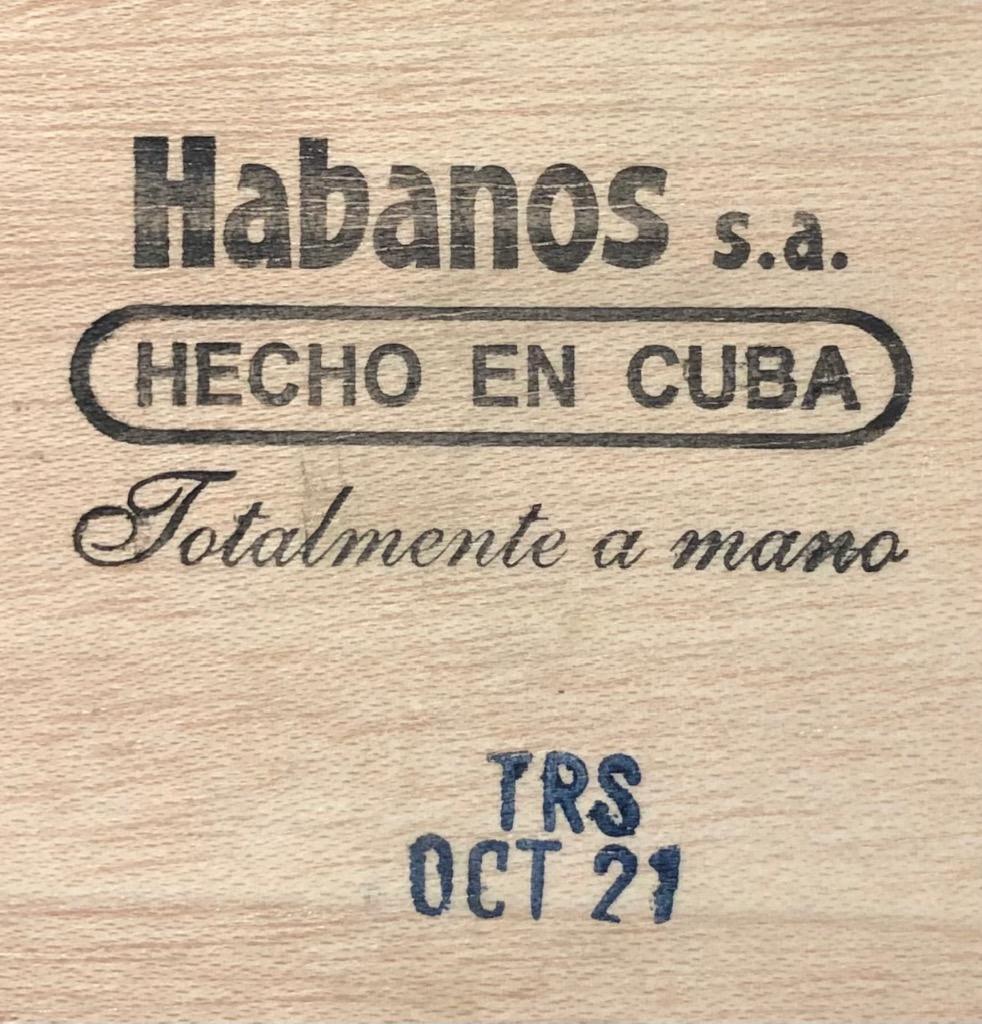 Habanos s.a.
HECHO EN CUBA
Totalmente a mano
TRS
OCT 21